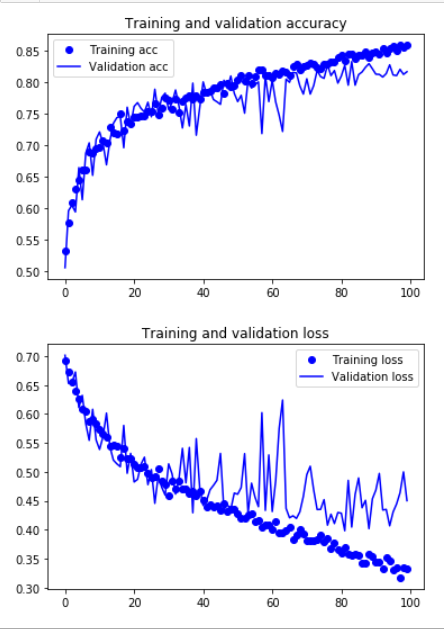 Training and validation accuracy
Training acc
Validation acc
0.85
0.80
0.75
0.70
0.65
0.60
0.55
0.50
0 20 40 60 80 100
Training and validation loss
Training loss
Validation loss
0.70
0.65
0.60
0.55
0.50
0.45
0.40
0.35
0.30
0 20 40 60 80 100